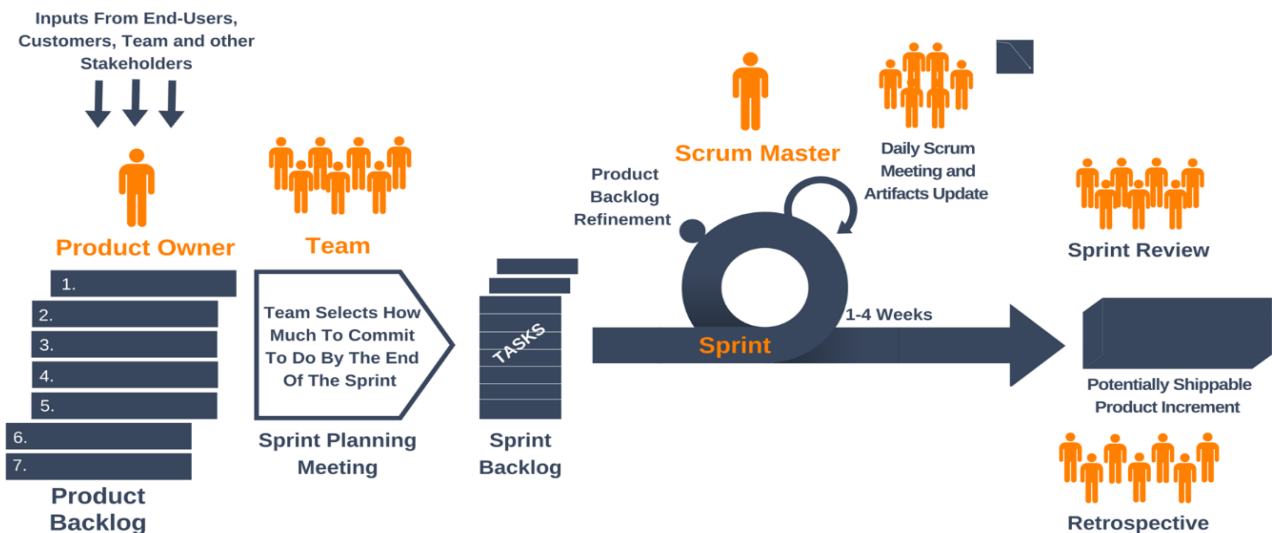 Inputs From End-Users,
Customers, Team and other
Stakeholders
Product Owner
1.
2.
3.
4.
5.
6.
7.
Product
Backlog
Team
Team Selects How
Much To Commit
To Do By The End
Of The Sprint
Sprint Planning
Meeting
TASKS
Sprint
Backlog
Product
Backlog
Refinement
Scrum Master
Daily Scrum
Meeting and
Artifacts Update
Sprint
1-4 Weeks
Sprint Review
Potentially Shippable
Product Increment
Retrospective